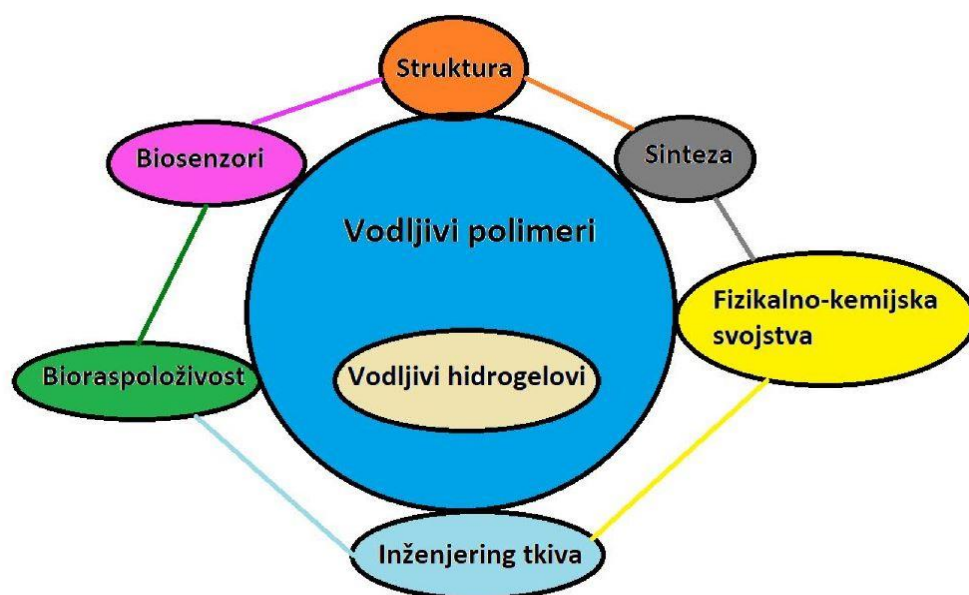 Struktura
Biosenzori
Sinteza
Vodljivi polimeri
Fizikalno-kemijska
svojstva
Bioraspoloživost
Vodljivi hidrogelovi
Inženjering tkiva